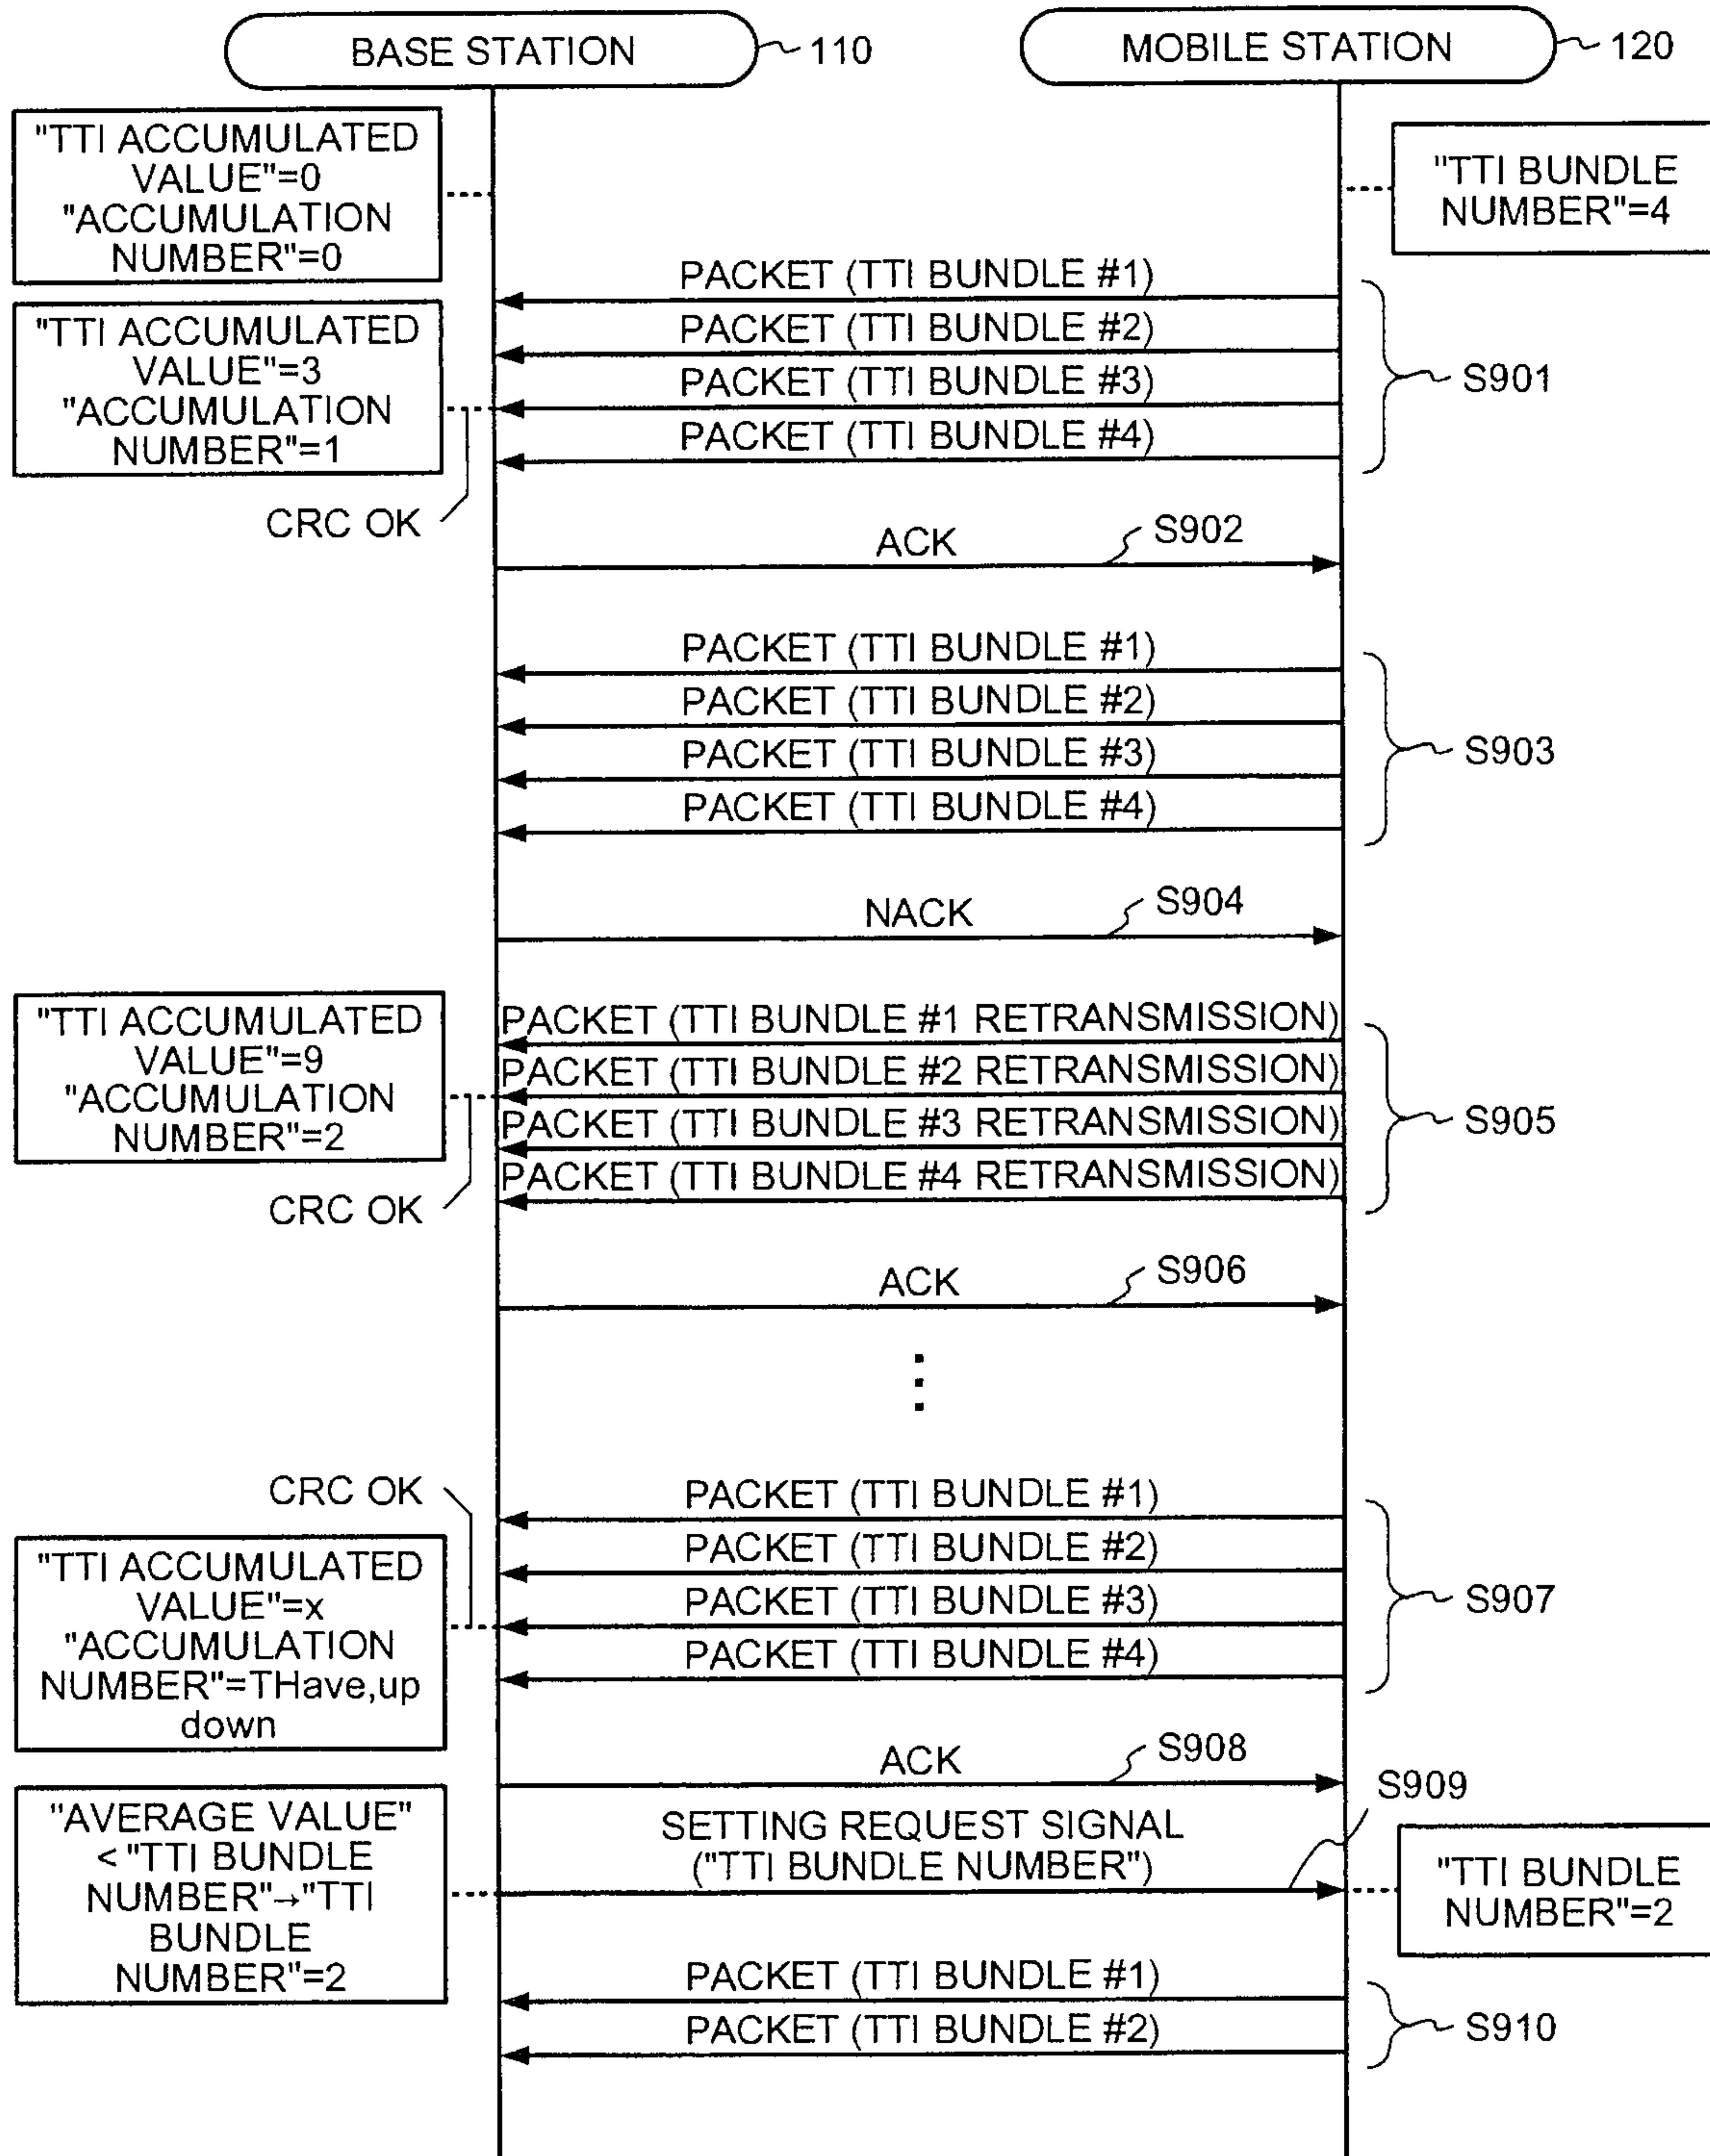 BASE STATION
110
MOBILE STATION
120
"TTI ACCUMULATED
VALUE"=0
"ACCUMULATION
NUMBER"=0
"TTI BUNDLE
NUMBER"=4
PACKET (TTI BUNDLE #1)
PACKET (TTI BUNDLE #2)
PACKET (TTI BUNDLE #3)
PACKET (TTI BUNDLE #4)
S901
"TTI ACCUMULATED
VALUE"=3
"ACCUMULATION
NUMBER"=1
CRC OK
ACK
S902
PACKET (TTI BUNDLE #1)
PACKET (TTI BUNDLE #2)
PACKET (TTI BUNDLE #3)
PACKET (TTI BUNDLE #4)
S903
NACK
S904
"TTI ACCUMULATED
VALUE"=9
"ACCUMULATION
NUMBER"=2
CRC OK
PACKET (TTI BUNDLE #1 RETRANSMISSION)
PACKET (TTI BUNDLE #2 RETRANSMISSION)
PACKET (TTI BUNDLE #3 RETRANSMISSION)
PACKET (TTI BUNDLE #4 RETRANSMISSION)
S905
ACK
S906
CRC OK
PACKET (TTI BUNDLE #1)
PACKET (TTI BUNDLE #2)
PACKET (TTI BUNDLE #3)
PACKET (TTI BUNDLE #4)
S907
"TTI ACCUMULATED
VALUE"=x
"ACCUMULATION
NUMBER"=THave,up
down
ACK
S908
S909
"AVERAGE VALUE"
< "TTI BUNDLE
NUMBER"→"TTI
BUNDLE
NUMBER"=2
SETTING REQUEST SIGNAL
("TTI BUNDLE NUMBER")
"TTI BUNDLE
NUMBER"=2
PACKET (TTI BUNDLE #1)
PACKET (TTI BUNDLE #2)
S910